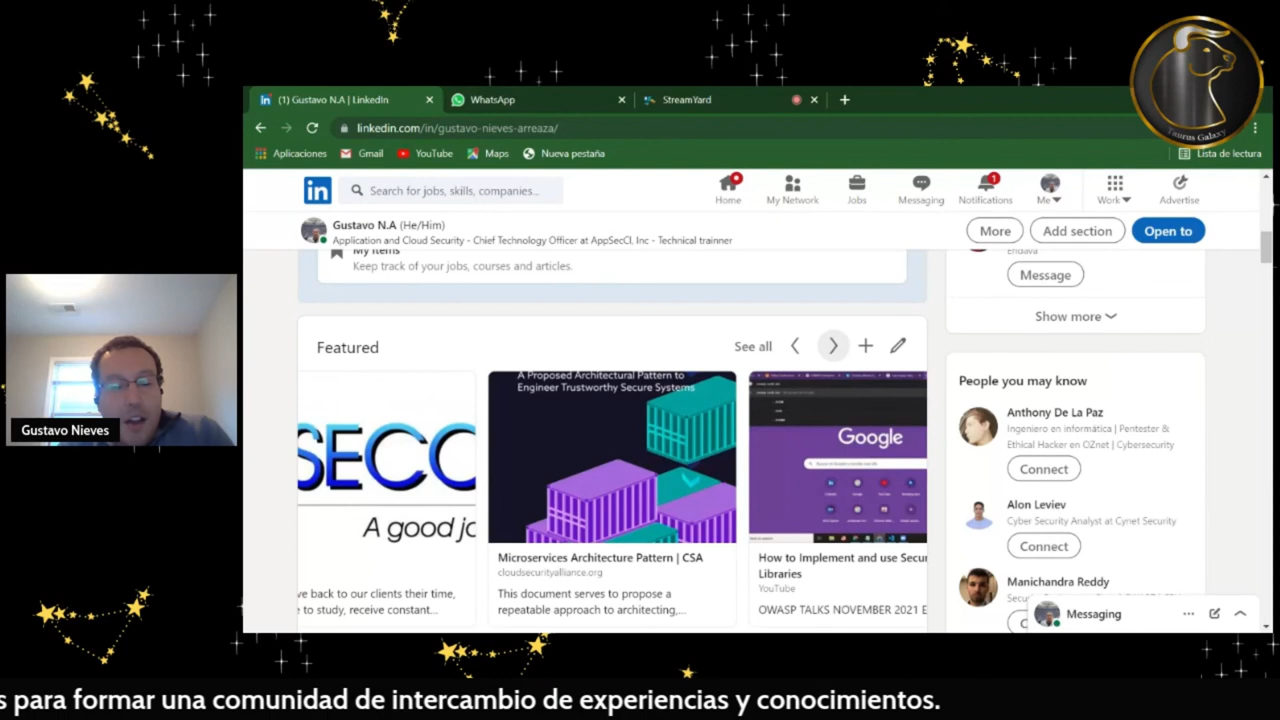 Taurus Galaxy
(1) Gustavo N.A | LinkedIn
WhatsApp
StreamYard
linkedin.com/in/gustavo-nieves-arreaza/
Aplicaciones
Gmail
YouTube
Maps
Nueva pestaña
Lista de lectura
in
Search for jobs, skills, companies...
Home
My Network
Jobs
Messaging
1
Notifications
Me
Work
Advertise
Gustavo N.A (He/Him)
Application and Cloud Security - Chief Technology Officer at AppSecCl, Inc - Technical trainner
More
Add section
Open to
My items
Keep track of your jobs, courses and articles.
Endava
Message
Show more
Featured
See all
SECC
A good jo
ve back to our clients their time,
e to study, receive constant...
A Proposed Architectural Pattern to
Engineer Trustworthy Secure Systems
Microservices Architecture Pattern | CSA
cloudsecurityalliance.org
This document serves to propose a
repeatable approach to architecting,...
Google
How to Implement and use Secur
Libraries
YouTube
OWASP TALKS NOVEMBER 2021 E
People you may know
Anthony De La Paz
Ingeniero en informática | Pentester &
Ethical Hacker en OZnet | Cybersecurity
Connect
Alon Leviev
Cyber Security Analyst at Cynet Security
Connect
Manichandra Reddy
Messaging
Gustavo Nieves
s para formar una comunidad de intercambio de experiencias y conocimientos.